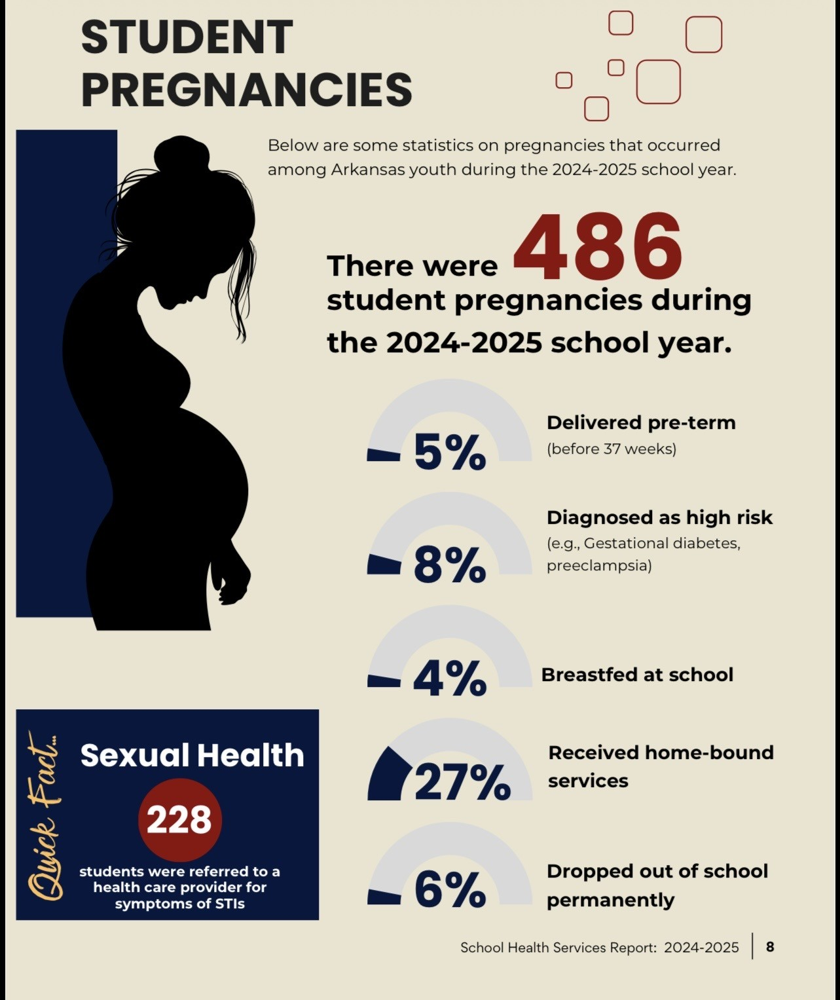 STUDENT
PREGNANCIES
Below are some statistics on pregnancies that occurred
among Arkansas youth during the 2024-2025 school year.
There were 486
student pregnancies during
the 2024-2025 school year.
5%
Delivered pre-term
(before 37 weeks)
8%
Diagnosed as high risk
(e.g., Gestational diabetes,
preeclampsia)
4%
Breastfed at school
27%
Received home-bound
services
6%
Dropped out of school
permanently
Quick Fact...
Sexual Health
228
students were referred to a
health care provider for
symptoms of STIs
School Health Services Report: 2024-2025 | 8